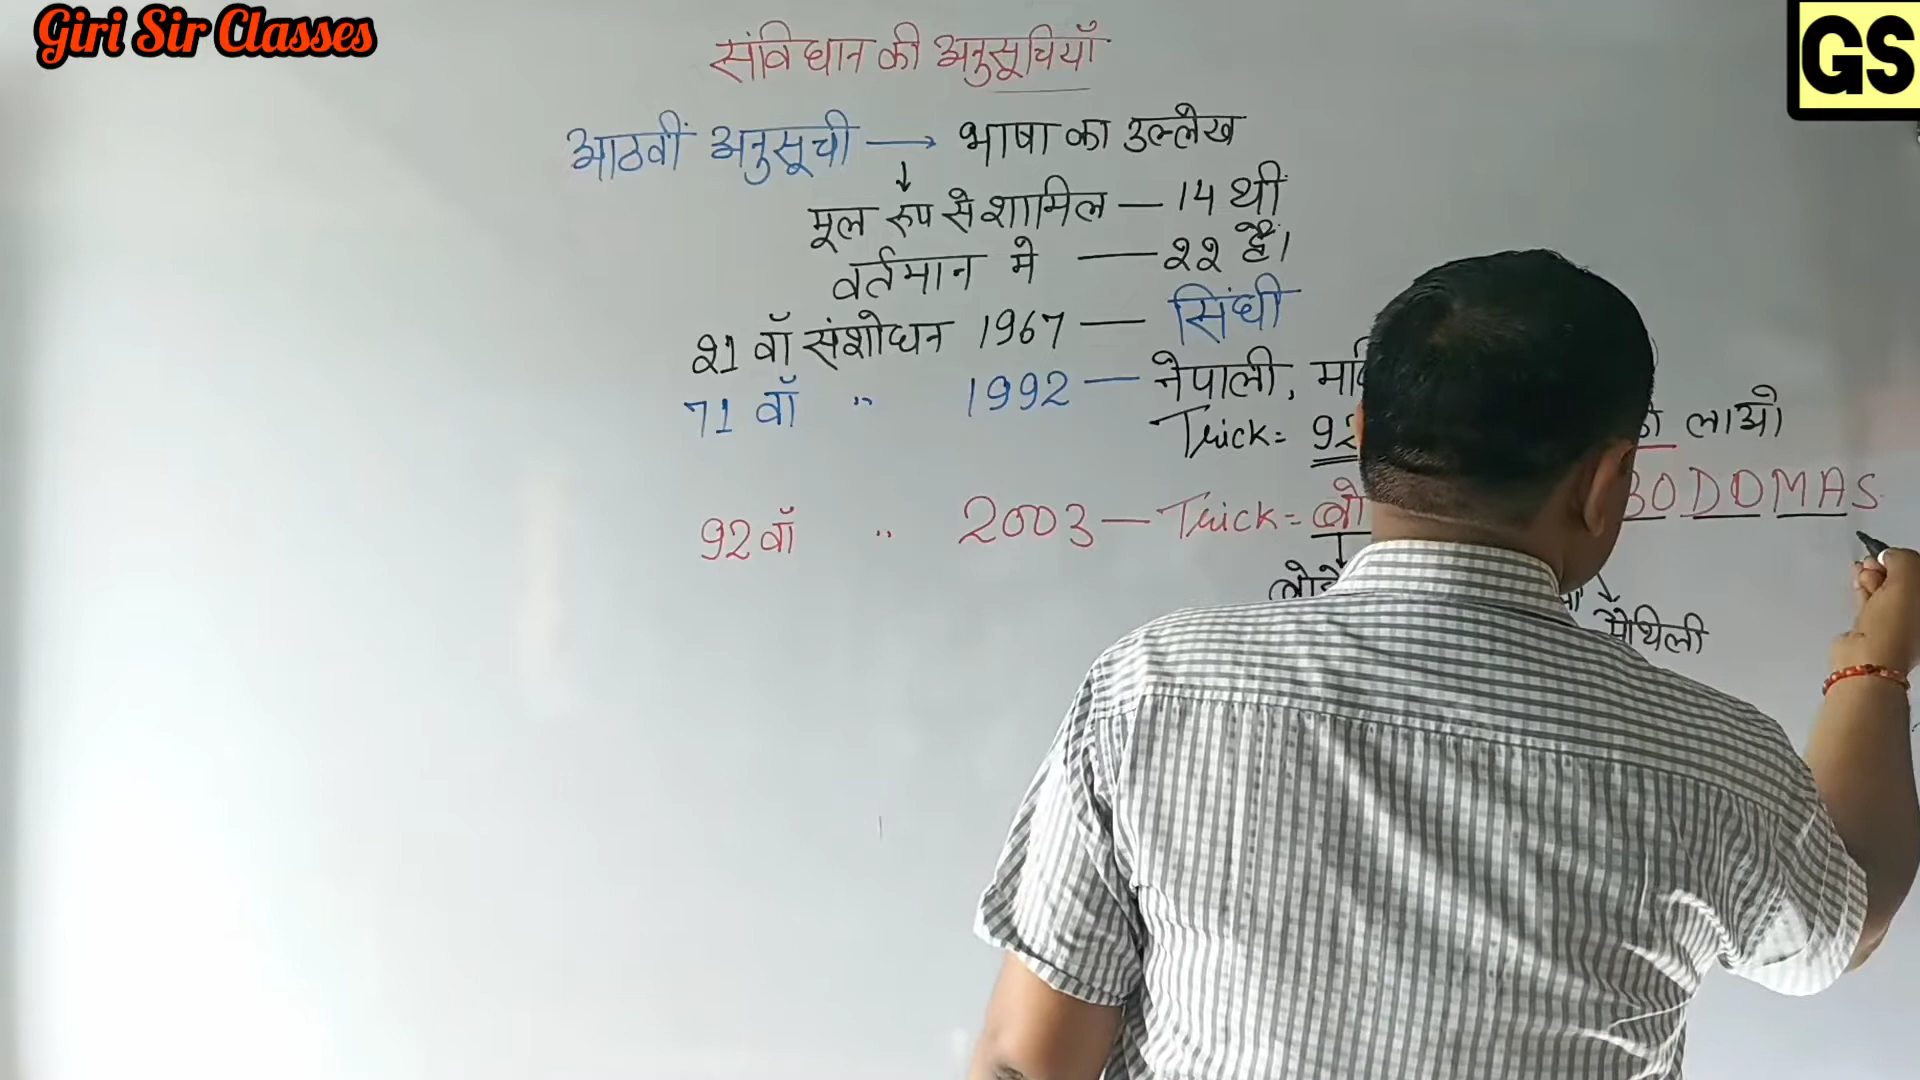 Giri Sir Classes
GS
संविधान की अनुसूचियाँ
आठवीं अनुसूची → भाषा का उल्लेख
↓
मूल रूप से शामिल — 14 थीं
वर्तमान मे — 22 है।
21 वाँ संशोधन 1967 — सिंधी
71 वाँ " 1992 — नेपाली,
Trick = 92 लाओ
92 वाँ " 2003 — Trick = बो BODOMAS
मैथिली